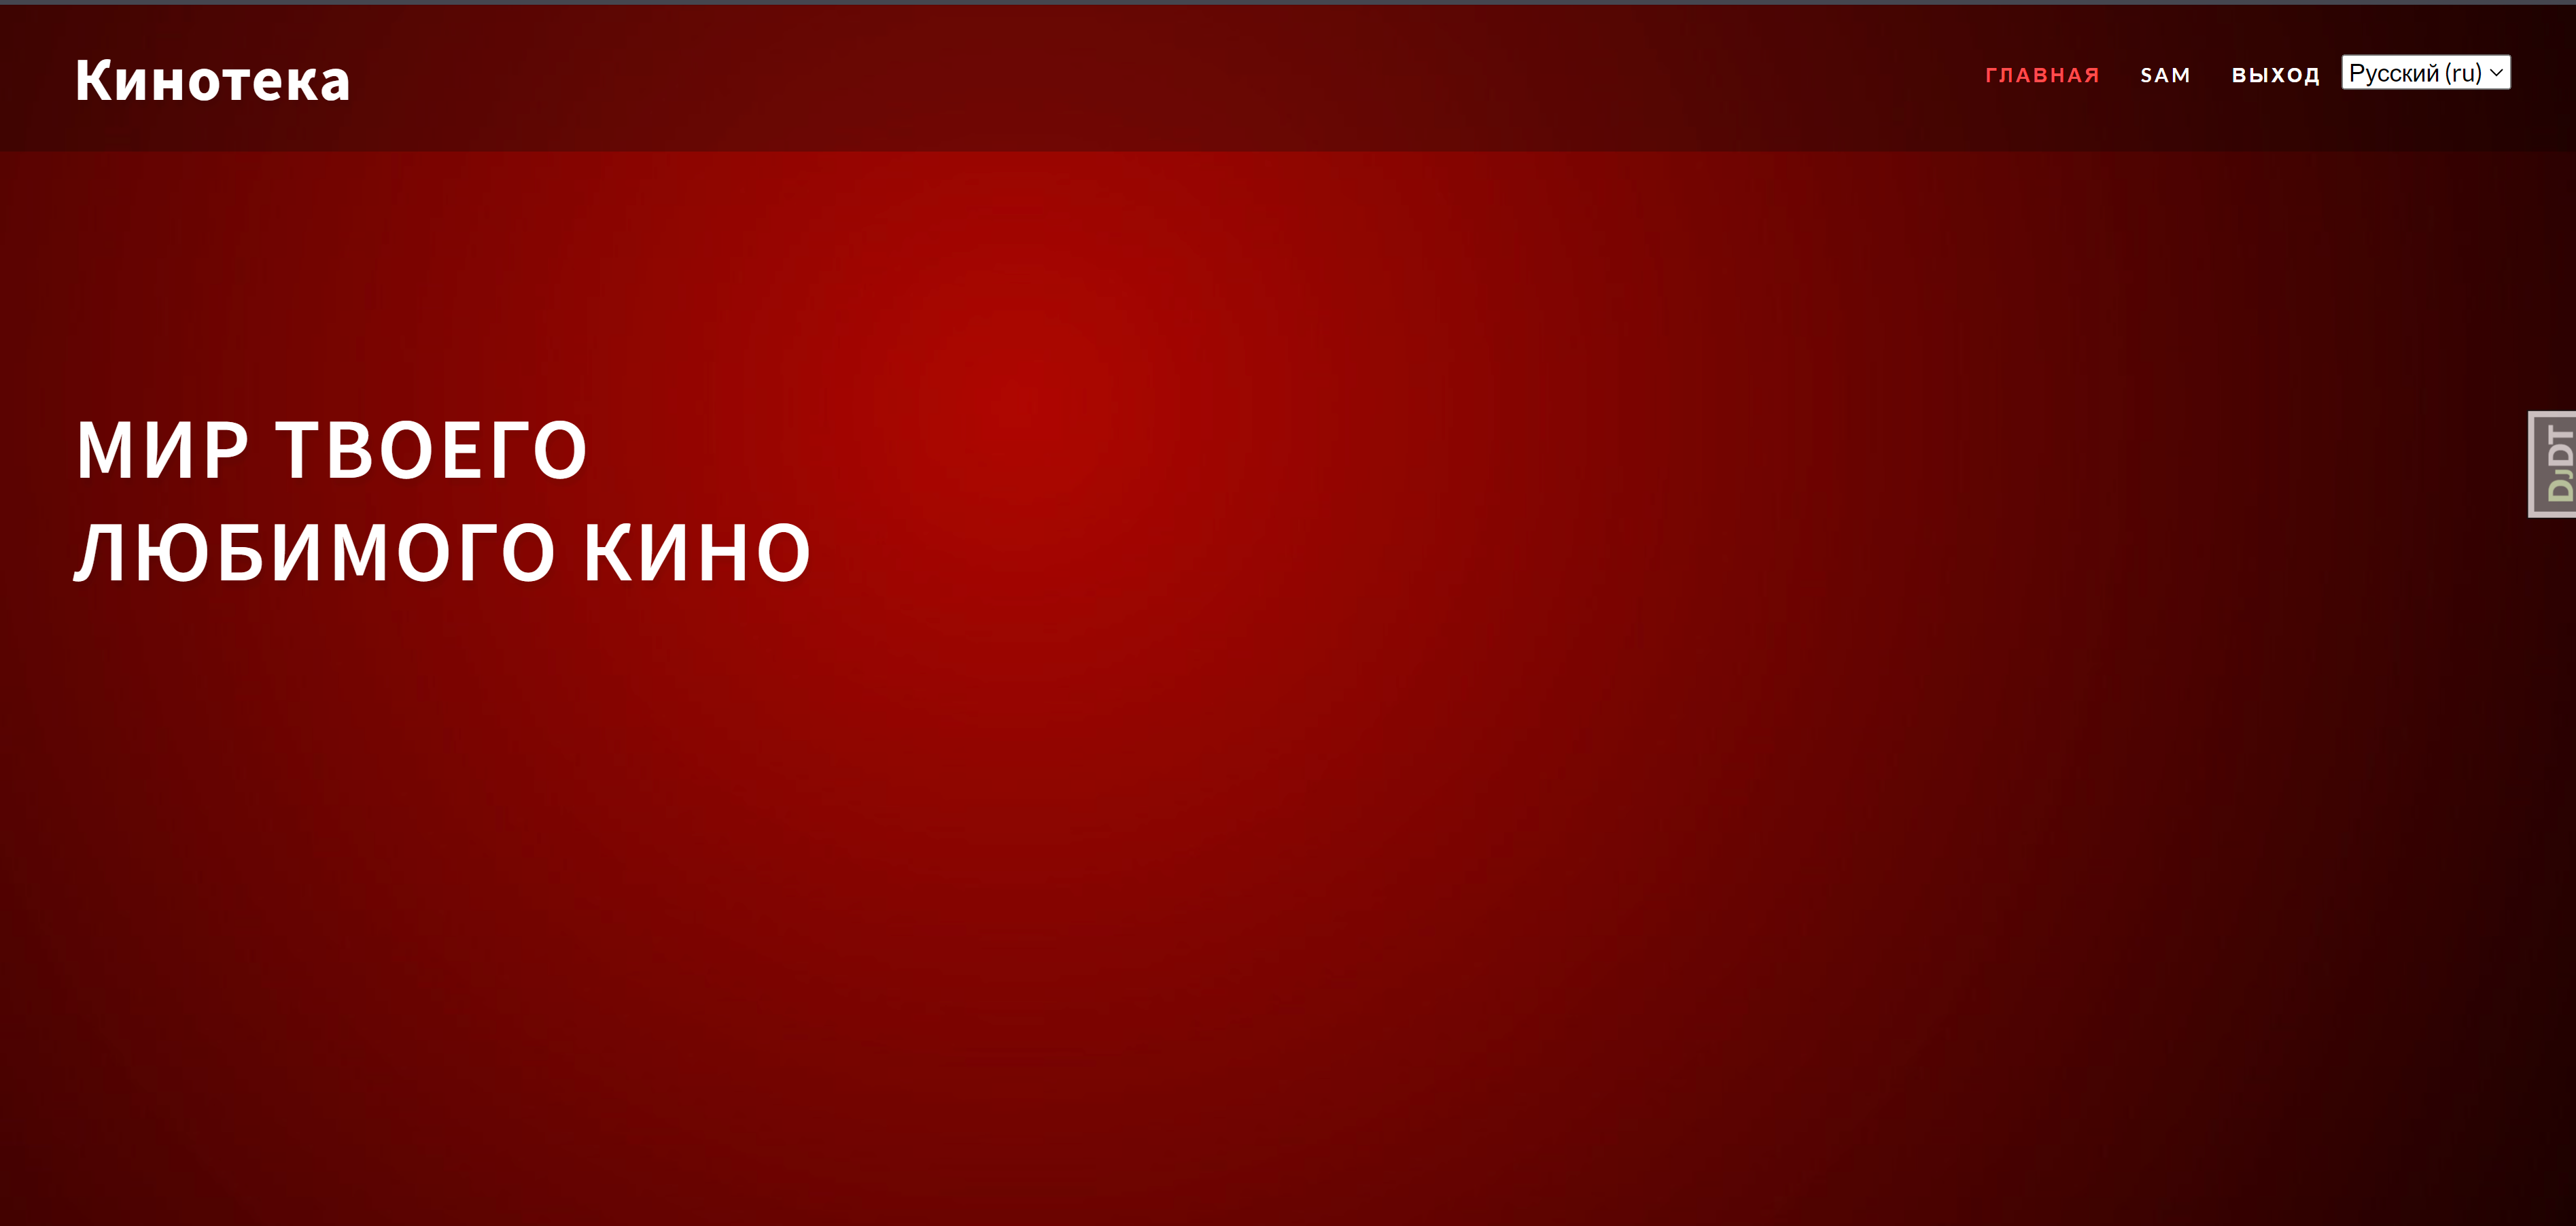 Кинотека
ГЛАВНАЯ SAM ВЫХОД Русский (ru)
МИР ТВОЕГО
ЛЮБИМОГО КИНО
DJDT